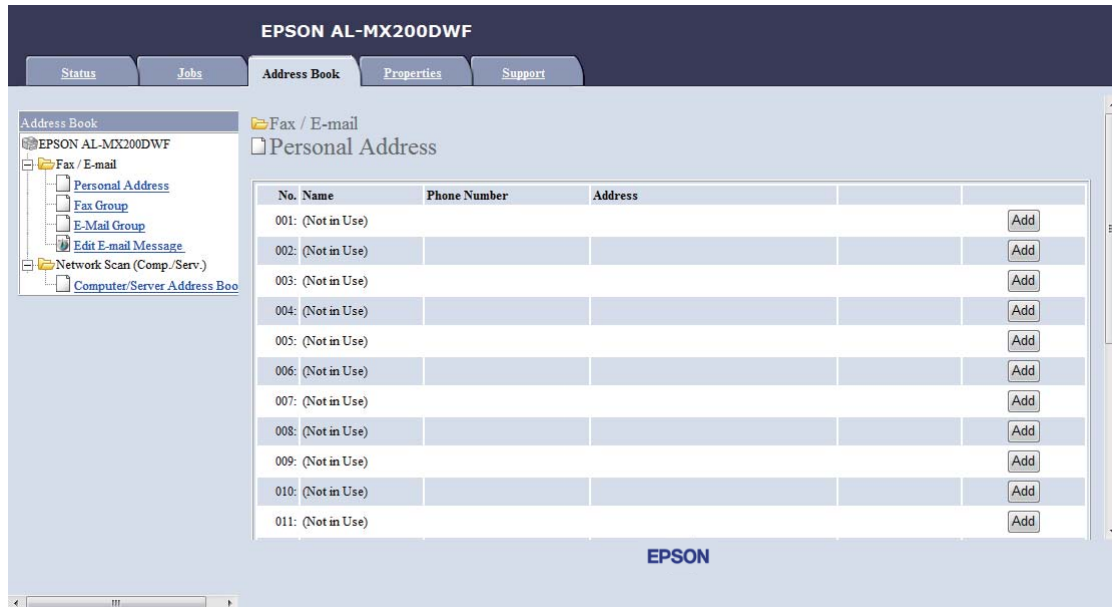 EPSON AL-MX200DWF
Status Jobs Address Book Properties Support
Address Book
EPSON AL-MX200DWF
Fax / E-mail
Personal Address
Fax Group
E-Mail Group
Edit E-mail Message
Network Scan (Comp./Serv.)
Computer/Server Address Boo
Fax / E-mail
Personal Address
No. Name Phone Number Address
001: (Not in Use) Add
002: (Not in Use) Add
003: (Not in Use) Add
004: (Not in Use) Add
005: (Not in Use) Add
006: (Not in Use) Add
007: (Not in Use) Add
008: (Not in Use) Add
009: (Not in Use) Add
010: (Not in Use) Add
011: (Not in Use) Add
EPSON